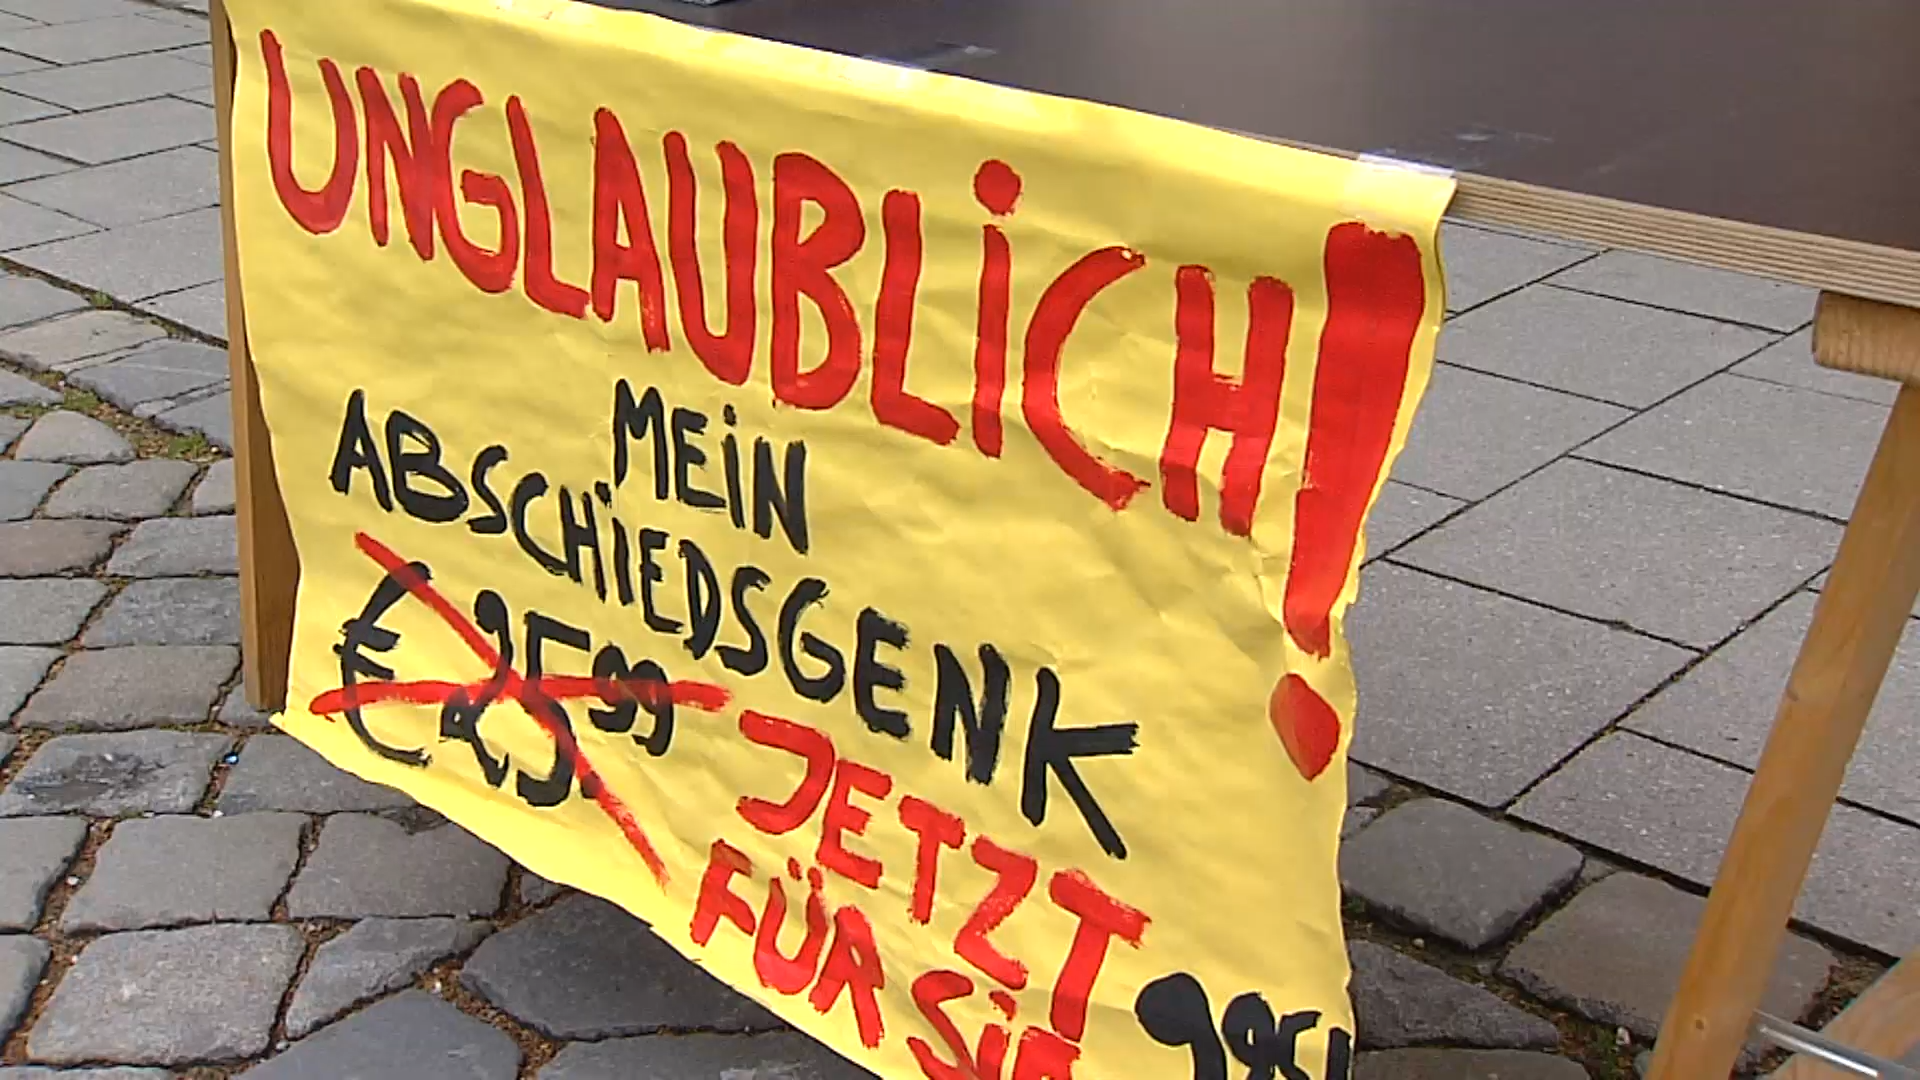 UNGLAUBLICH!
MEIN
ABSCHIEDSGENK
€ 25.99
JETZT
FÜR SIE